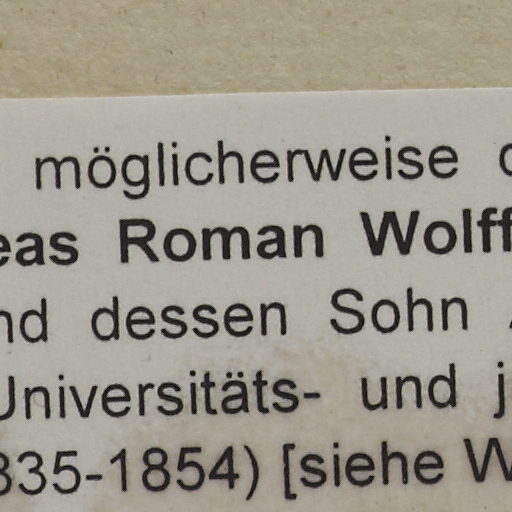 möglicherweise
eas Roman Wolff
nd dessen Sohn
Universitäts- und j
835-1854) [siehe W